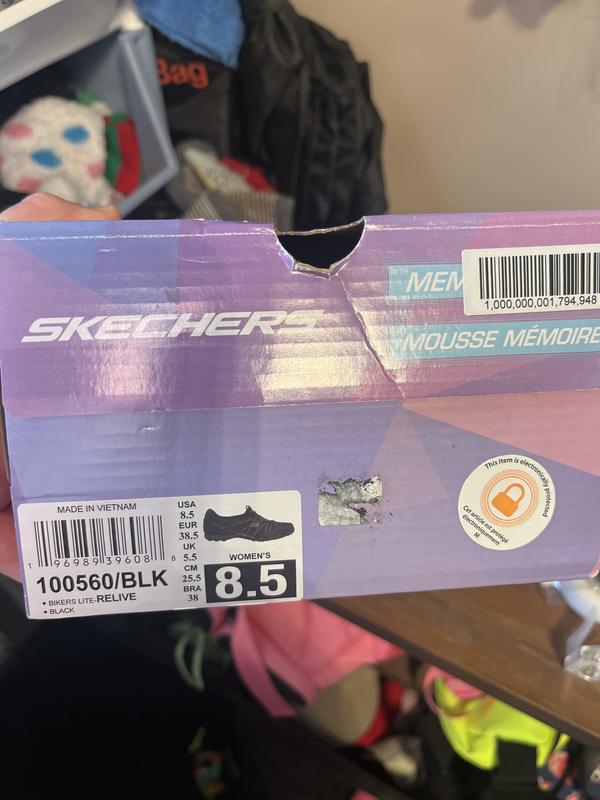 Bag
SKECHERS
WITH
MEM
1,000,000,001,794,948
MOUSSE MÉMOIRE
This item is electronically protected
Cet article est protégé
électroniquement
M
MADE IN VIETNAM
1 96989 39608 8
100560/BLK
• BIKERS LITE-RELIVE
• BLACK
USA
8.5
EUR
38.5
UK
5.5
CM
25.5
BRA
38
WOMEN'S
8.5